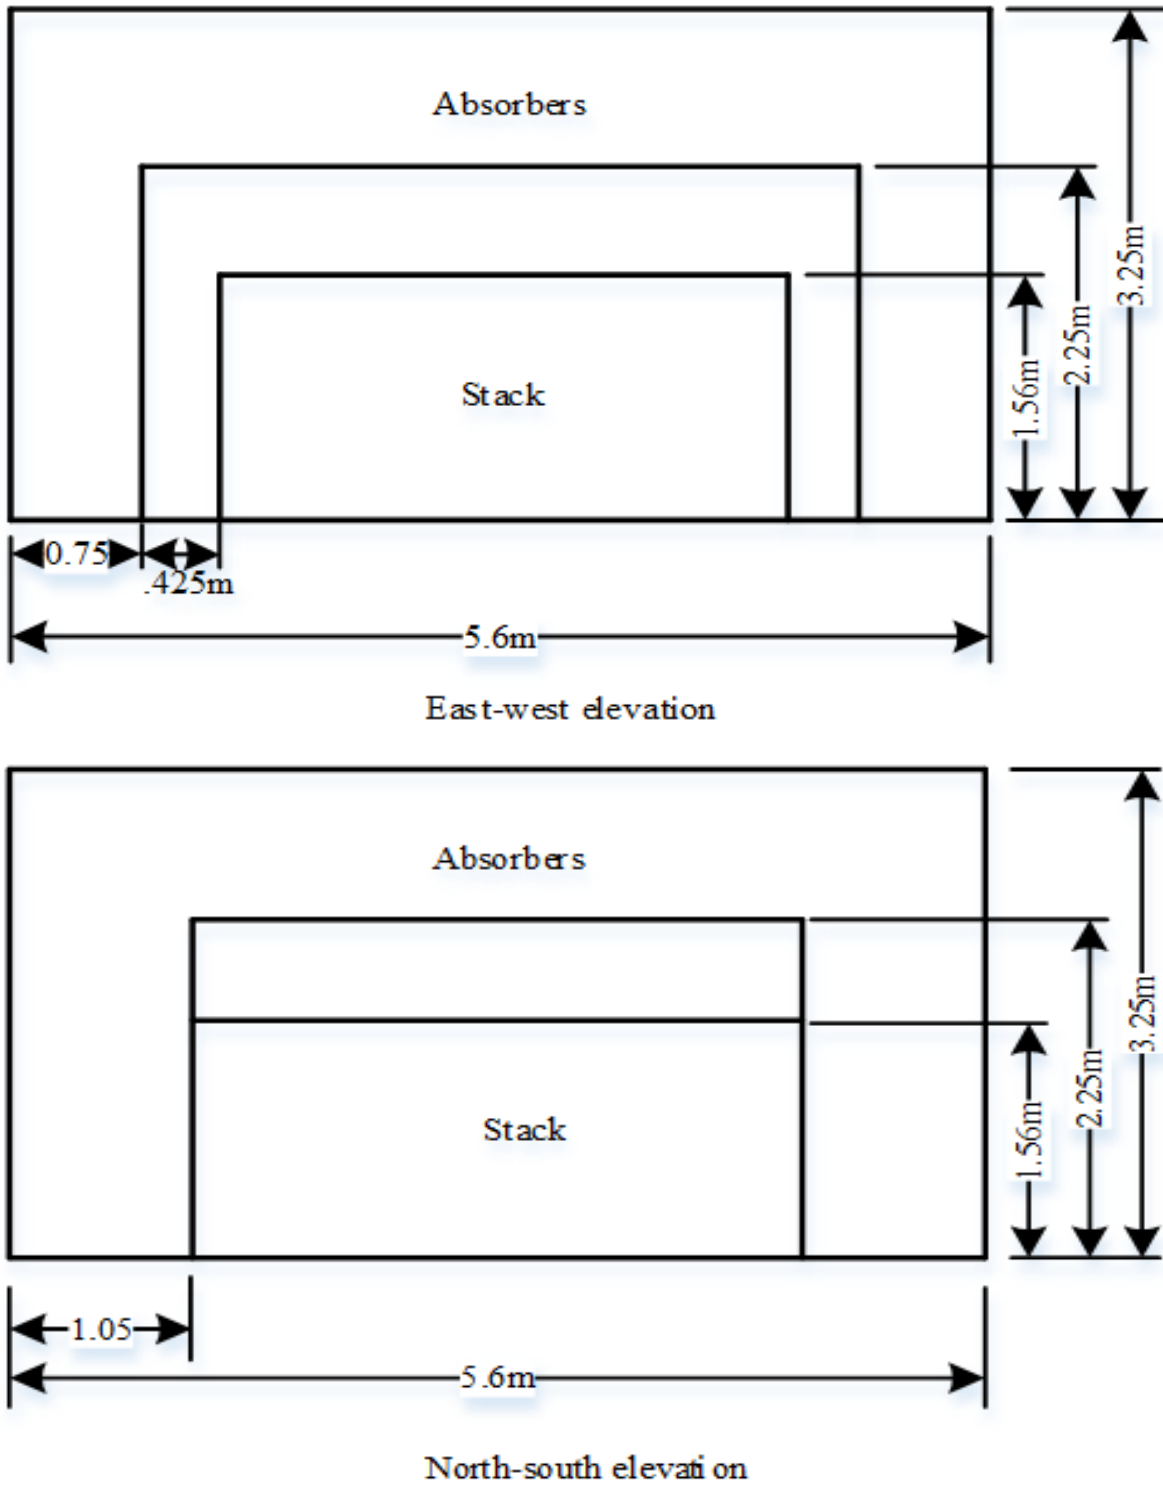 Absorbers
Stack
1.56m
2.25m
3.25m
0.75
.425m
5.6m
East-west elevation
Absorbers
Stack
1.56m
2.25m
3.25m
1.05
5.6m
North-south elevation